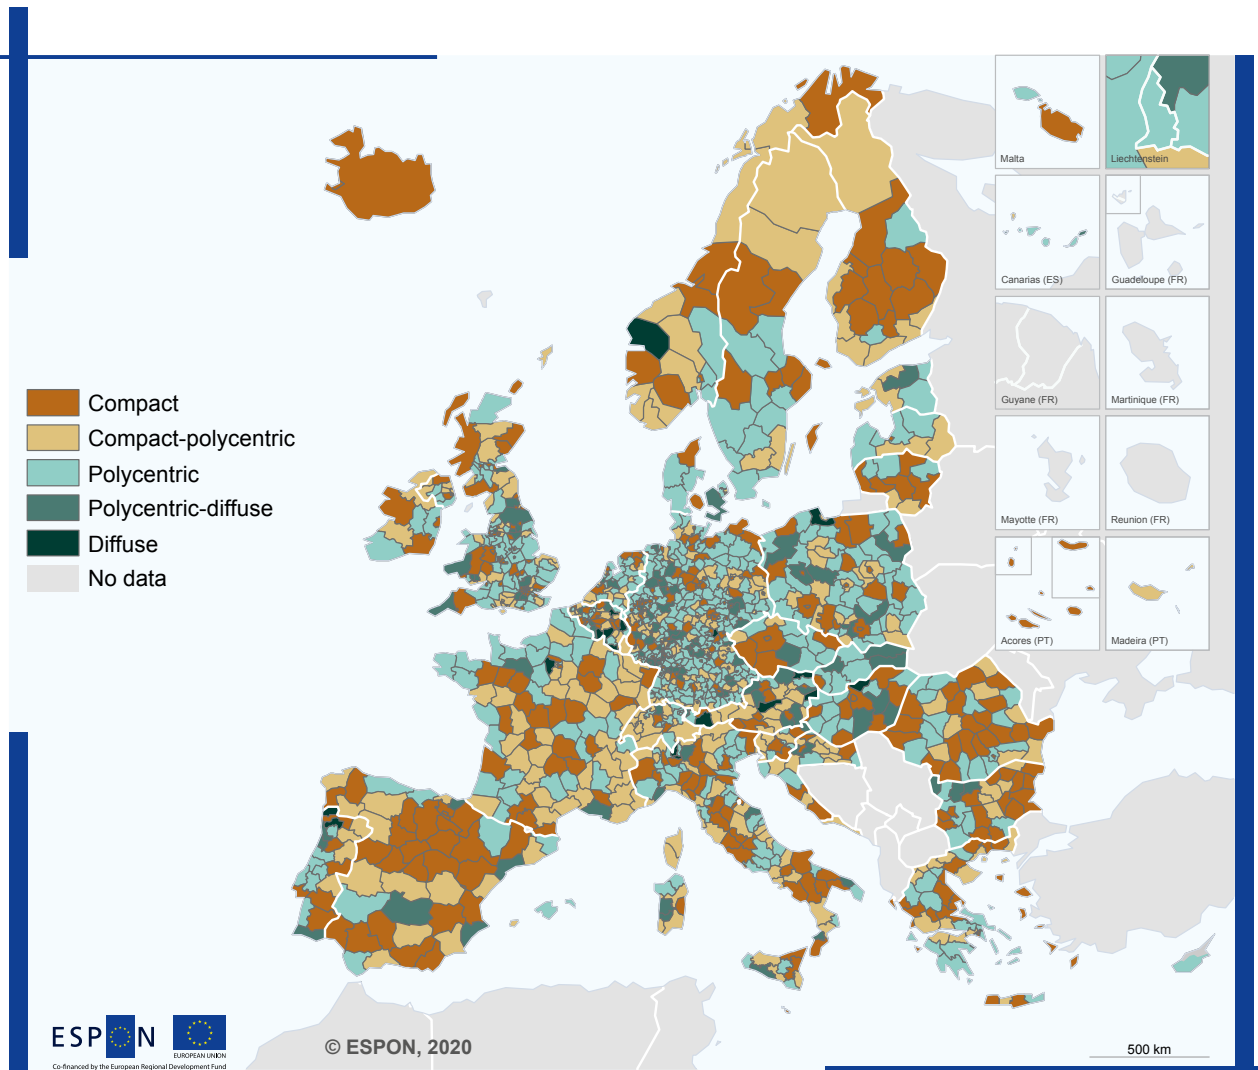 Compact
Compact-polycentric
Polycentric
Polycentric-diffuse
Diffuse
No data
Malta
Liechtenstein
Canarias (ES)
Guadeloupe (FR)
Guyane (FR)
Martinique (FR)
Mayotte (FR)
Reunion (FR)
Acores (PT)
Madeira (PT)
ESPON
EUROPEAN UNION
Co-financed by the European Regional Development Fund
© ESPON, 2020
500 km